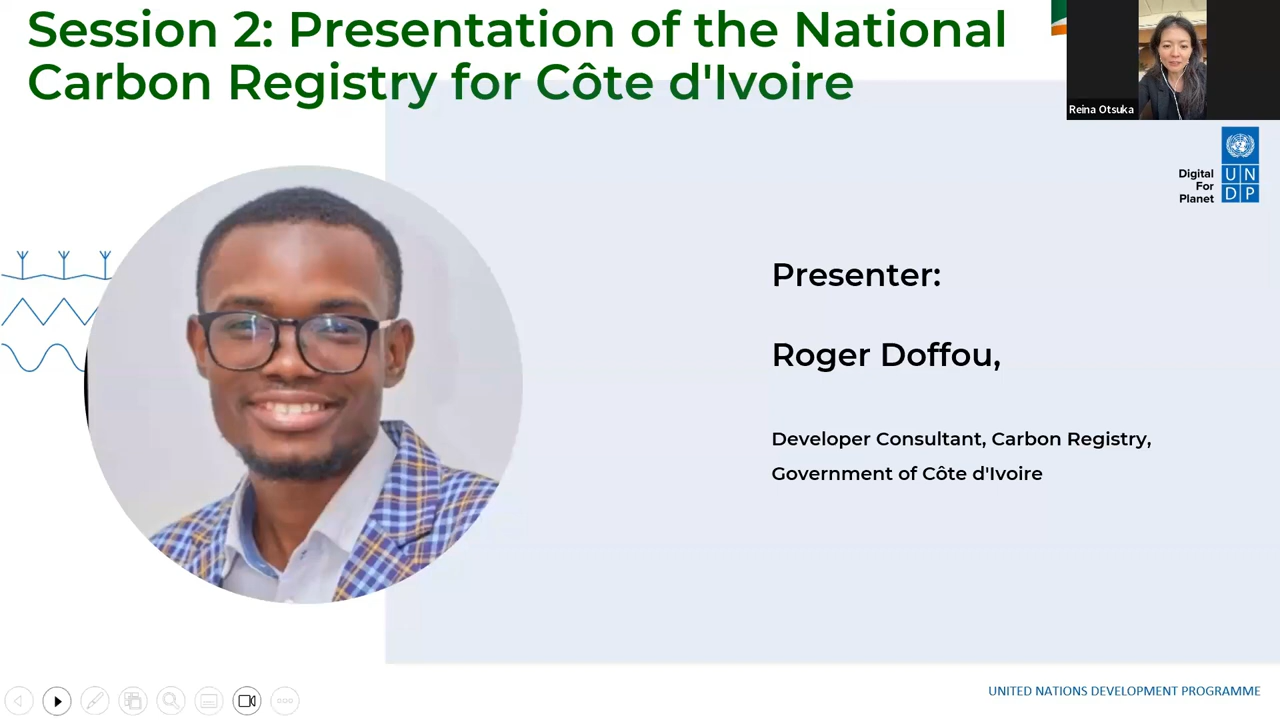 Session 2: Presentation of the National
Carbon Registry for Côte d'Ivoire
Reina Otsuka
Digital
For
Planet
U N
D P
Presenter:
Roger Doffou,
Developer Consultant, Carbon Registry,
Government of Côte d'Ivoire
UNITED NATIONS DEVELOPMENT PROGRAMME